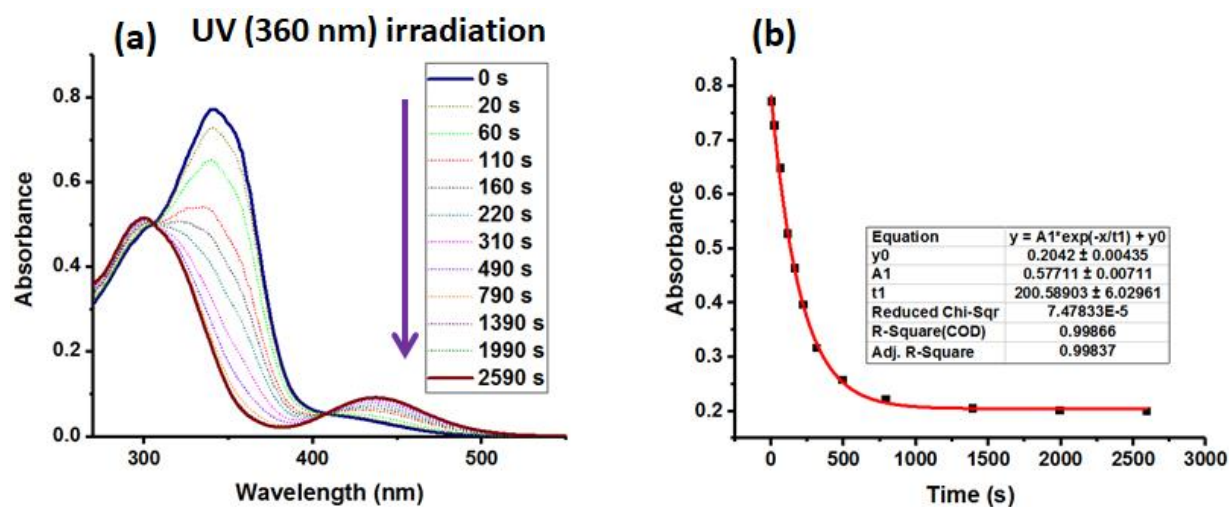 (a) UV (360 nm) irradiation
0 s
20 s
60 s
110 s
160 s
220 s
310 s
490 s
790 s
1390 s
1990 s
2590 s
Absorbance
0.8
0.6
0.4
0.2
0.0
300 400 500
Wavelength (nm)
(b)
Absorbance
0.8
0.7
0.6
0.5
0.4
0.3
0.2
Equation y = A1*exp(-x/t1) + y0
y0 0.2042 ± 0.00435
A1 0.57711 ± 0.00711
t1 200.58903 ± 6.02961
Reduced Chi-Sqr 7.47833E-5
R-Square(COD) 0.99866
Adj. R-Square 0.99837
0 500 1000 1500 2000 2500 3000
Time (s)